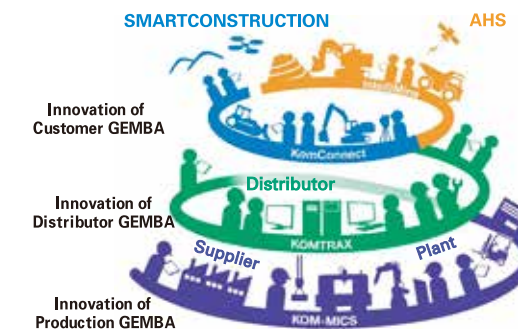 SMARTCONSTRUCTION
AHS
Innovation of
Customer GEMBA
KomConnect
Innovation of
Distributor GEMBA
Distributor
KOMTRAX
Supplier
Plant
Innovation of
Production GEMBA
KOM-MICS